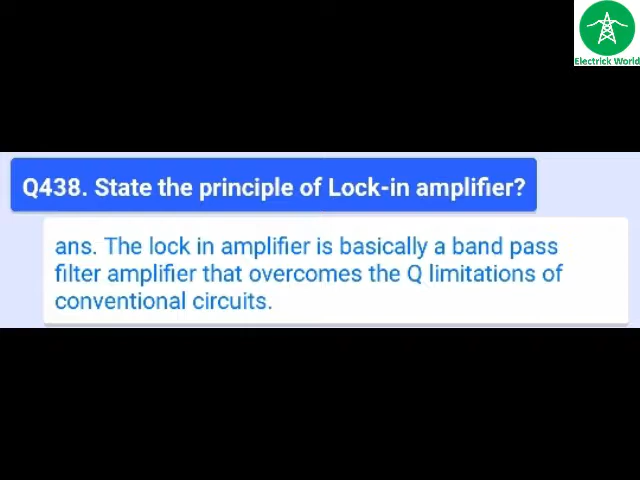 Electrick World
Q438. State the principle of Lock-in amplifier?
ans. The lock in amplifier is basically a band pass
filter amplifier that overcomes the Q limitations of
conventional circuits.